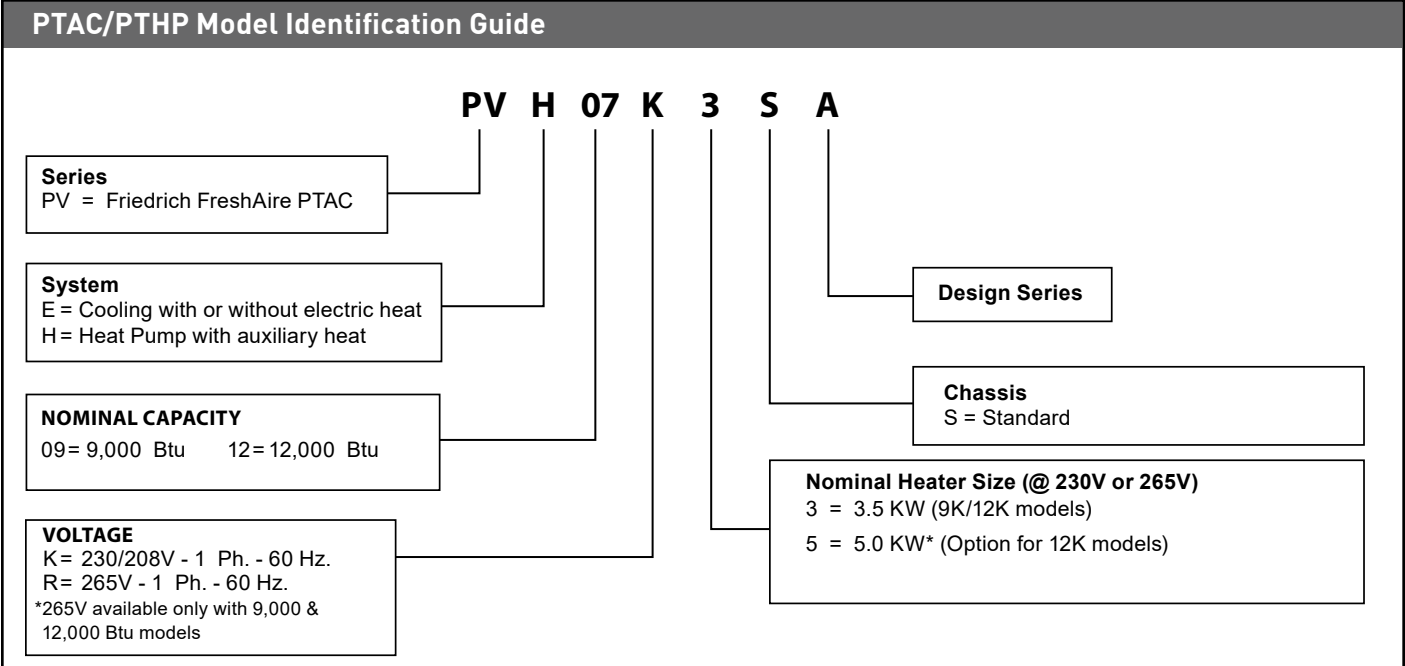 PTAC/PTHP Model Identification Guide
PV H 07 K 3 S A
Series
PV = Friedrich FreshAire PTAC
System
E = Cooling with or without electric heat
H = Heat Pump with auxiliary heat
NOMINAL CAPACITY
09 = 9,000 Btu 12 = 12,000 Btu
VOLTAGE
K = 230/208V - 1 Ph. - 60 Hz.
R = 265V - 1 Ph. - 60 Hz.
*265V available only with 9,000 &
12,000 Btu models
Design Series
Chassis
S = Standard
Nominal Heater Size (@ 230V or 265V)
3 = 3.5 KW (9K/12K models)
5 = 5.0 KW* (Option for 12K models)